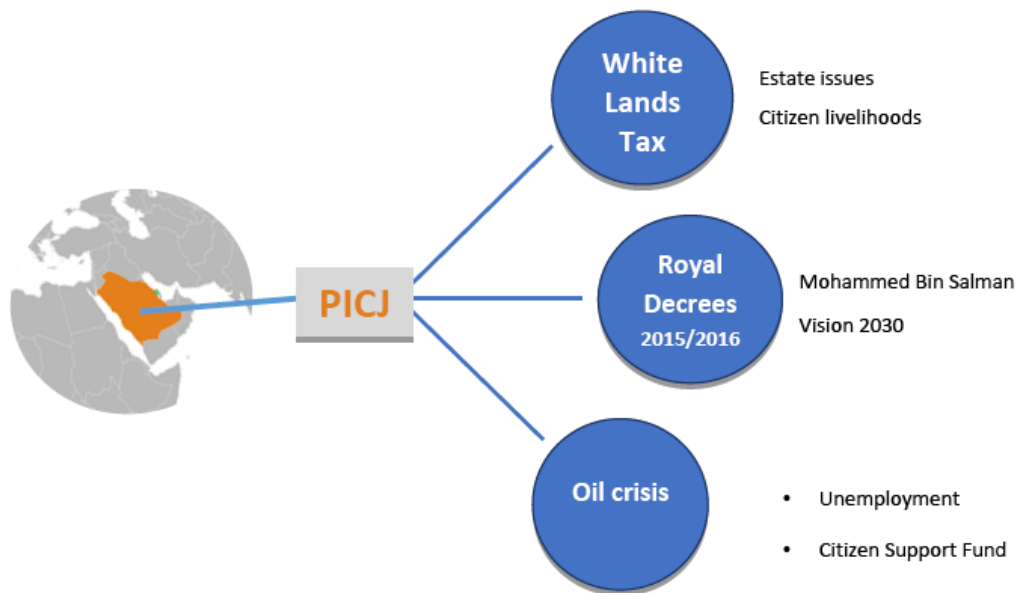 White
Lands
Tax
Estate issues
Citizen livelihoods
PICJ
Royal
Decrees
2015/2016
Mohammed Bin Salman
Vision 2030
Oil crisis
• Unemployment
• Citizen Support Fund